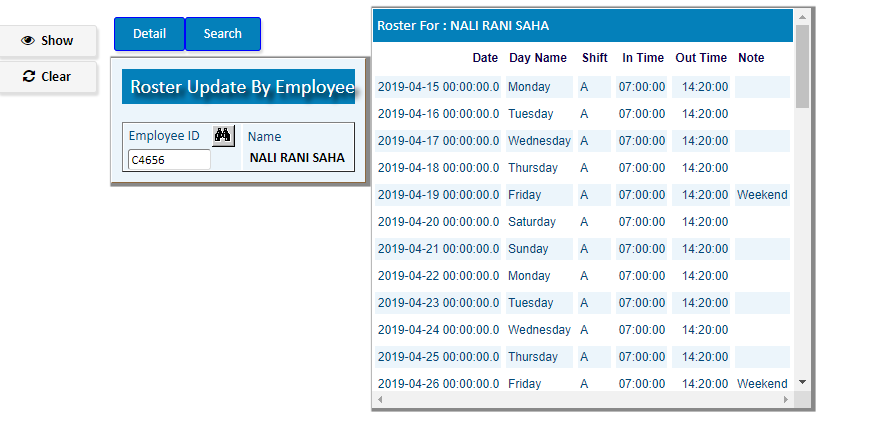 Show
Clear
Detail Search
Roster Update By Employee
Employee ID Name
C4656 NALI RANI SAHA
Roster For : NALI RANI SAHA
Date Day Name Shift In Time Out Time Note
2019-04-15 00:00:00.0 Monday A 07:00:00 14:20:00
2019-04-16 00:00:00.0 Tuesday A 07:00:00 14:20:00
2019-04-17 00:00:00.0 Wednesday A 07:00:00 14:20:00
2019-04-18 00:00:00.0 Thursday A 07:00:00 14:20:00
2019-04-19 00:00:00.0 Friday A 07:00:00 14:20:00 Weekend
2019-04-20 00:00:00.0 Saturday A 07:00:00 14:20:00
2019-04-21 00:00:00.0 Sunday A 07:00:00 14:20:00
2019-04-22 00:00:00.0 Monday A 07:00:00 14:20:00
2019-04-23 00:00:00.0 Tuesday A 07:00:00 14:20:00
2019-04-24 00:00:00.0 Wednesday A 07:00:00 14:20:00
2019-04-25 00:00:00.0 Thursday A 07:00:00 14:20:00
2019-04-26 00:00:00.0 Friday A 07:00:00 14:20:00 Weekend